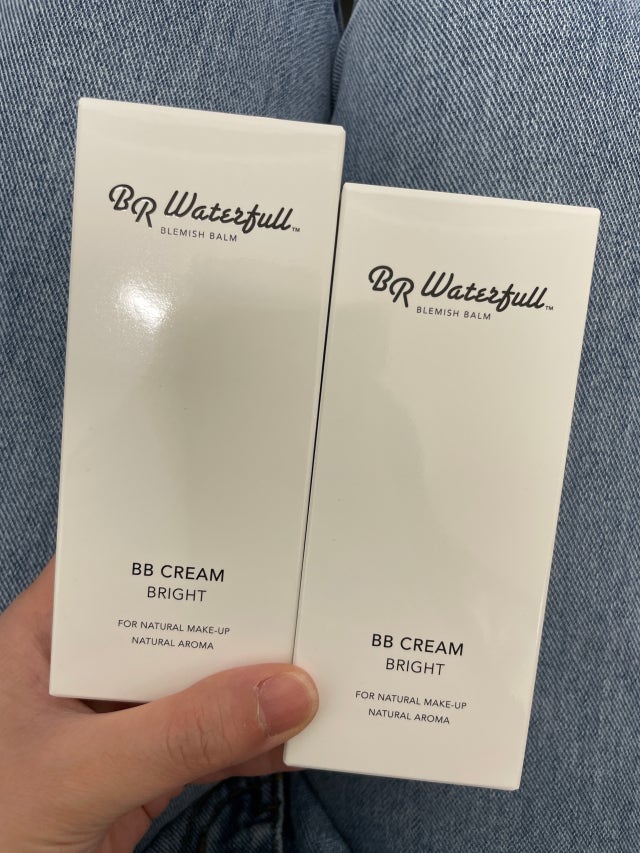 BR Waterfull™
BLEMISH BALM
BB CREAM
BRIGHT
FOR NATURAL MAKE-UP
NATURAL AROMA
BR Waterfull™
BLEMISH BALM
BB CREAM
BRIGHT
FOR NATURAL MAKE-UP
NATURAL AROMA